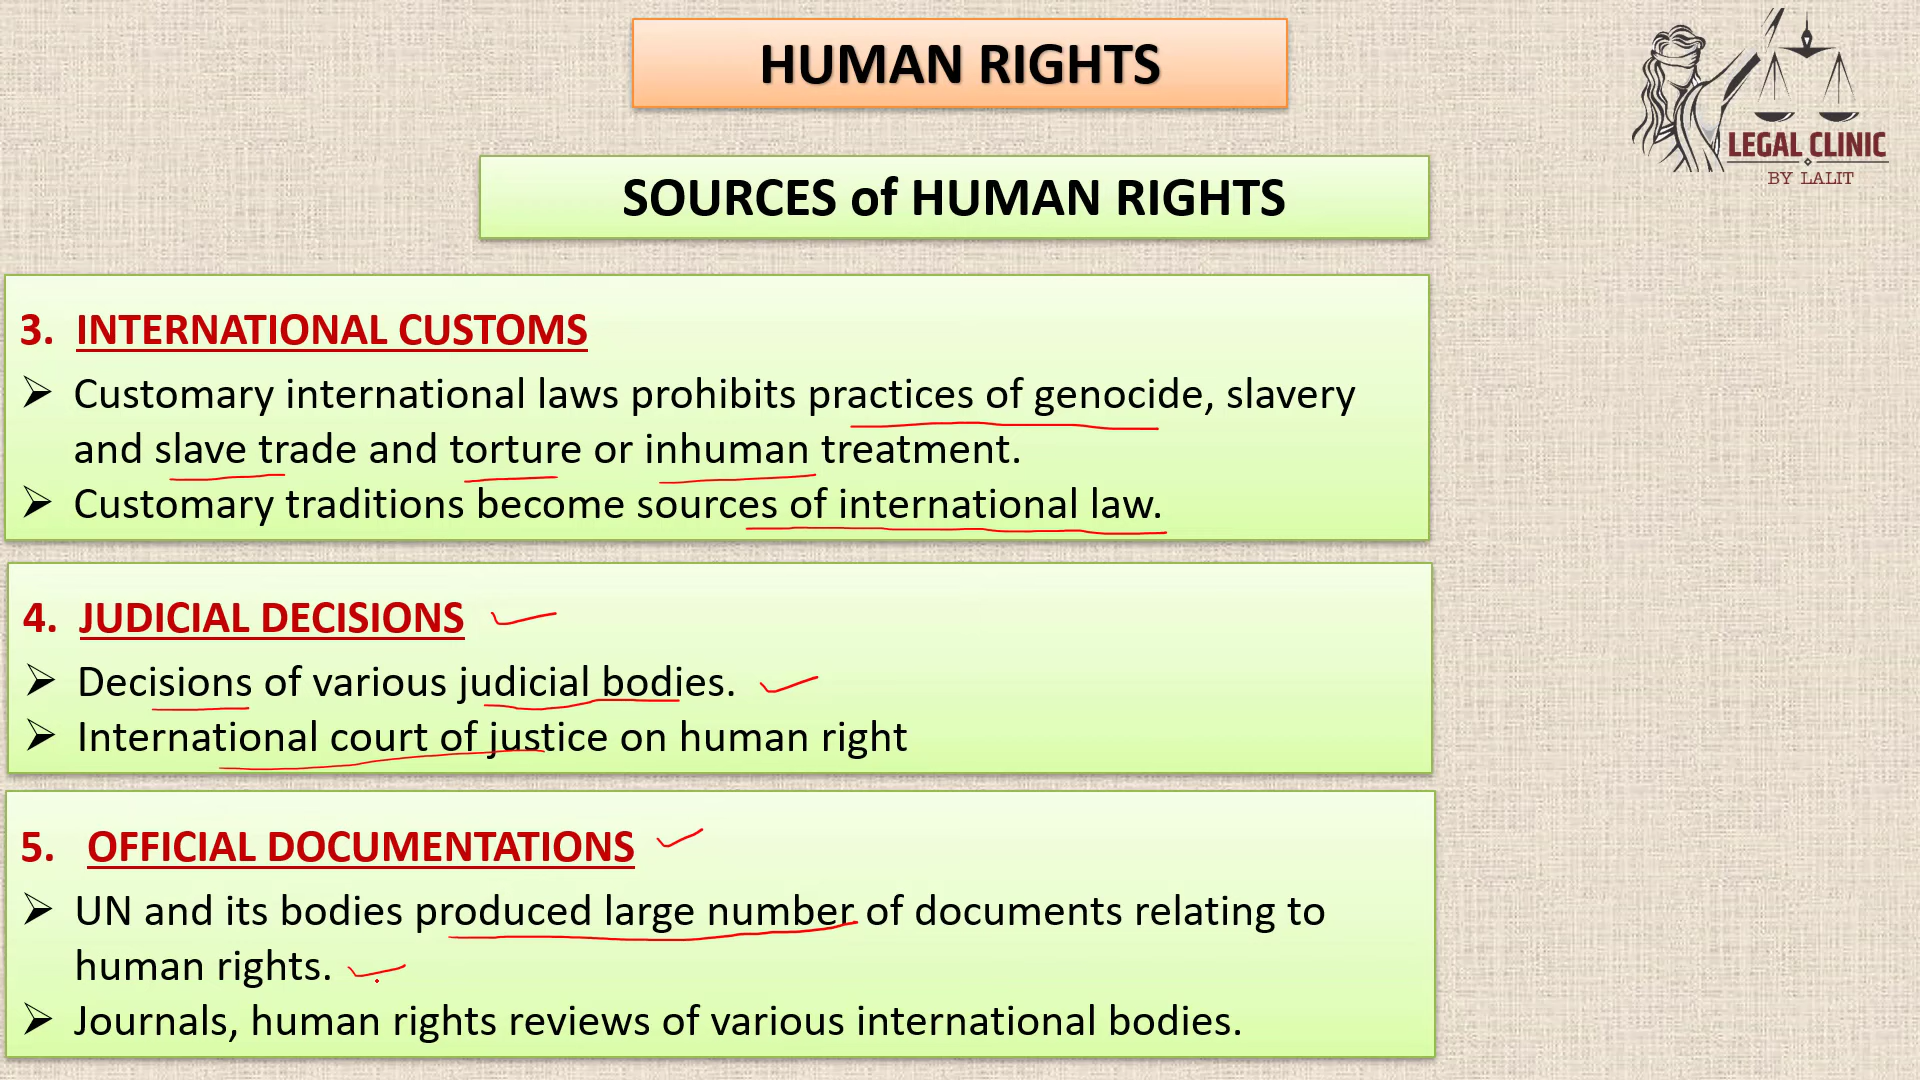 HUMAN RIGHTS
LEGAL CLINIC
BY LALIT
SOURCES of HUMAN RIGHTS
3. INTERNATIONAL CUSTOMS
➢ Customary international laws prohibits practices of genocide, slavery
and slave trade and torture or inhuman treatment.
➢ Customary traditions become sources of international law.
4. JUDICIAL DECISIONS
➢ Decisions of various judicial bodies.
➢ International court of justice on human right
5. OFFICIAL DOCUMENTATIONS
➢ UN and its bodies produced large number of documents relating to
human rights.
➢ Journals, human rights reviews of various international bodies.